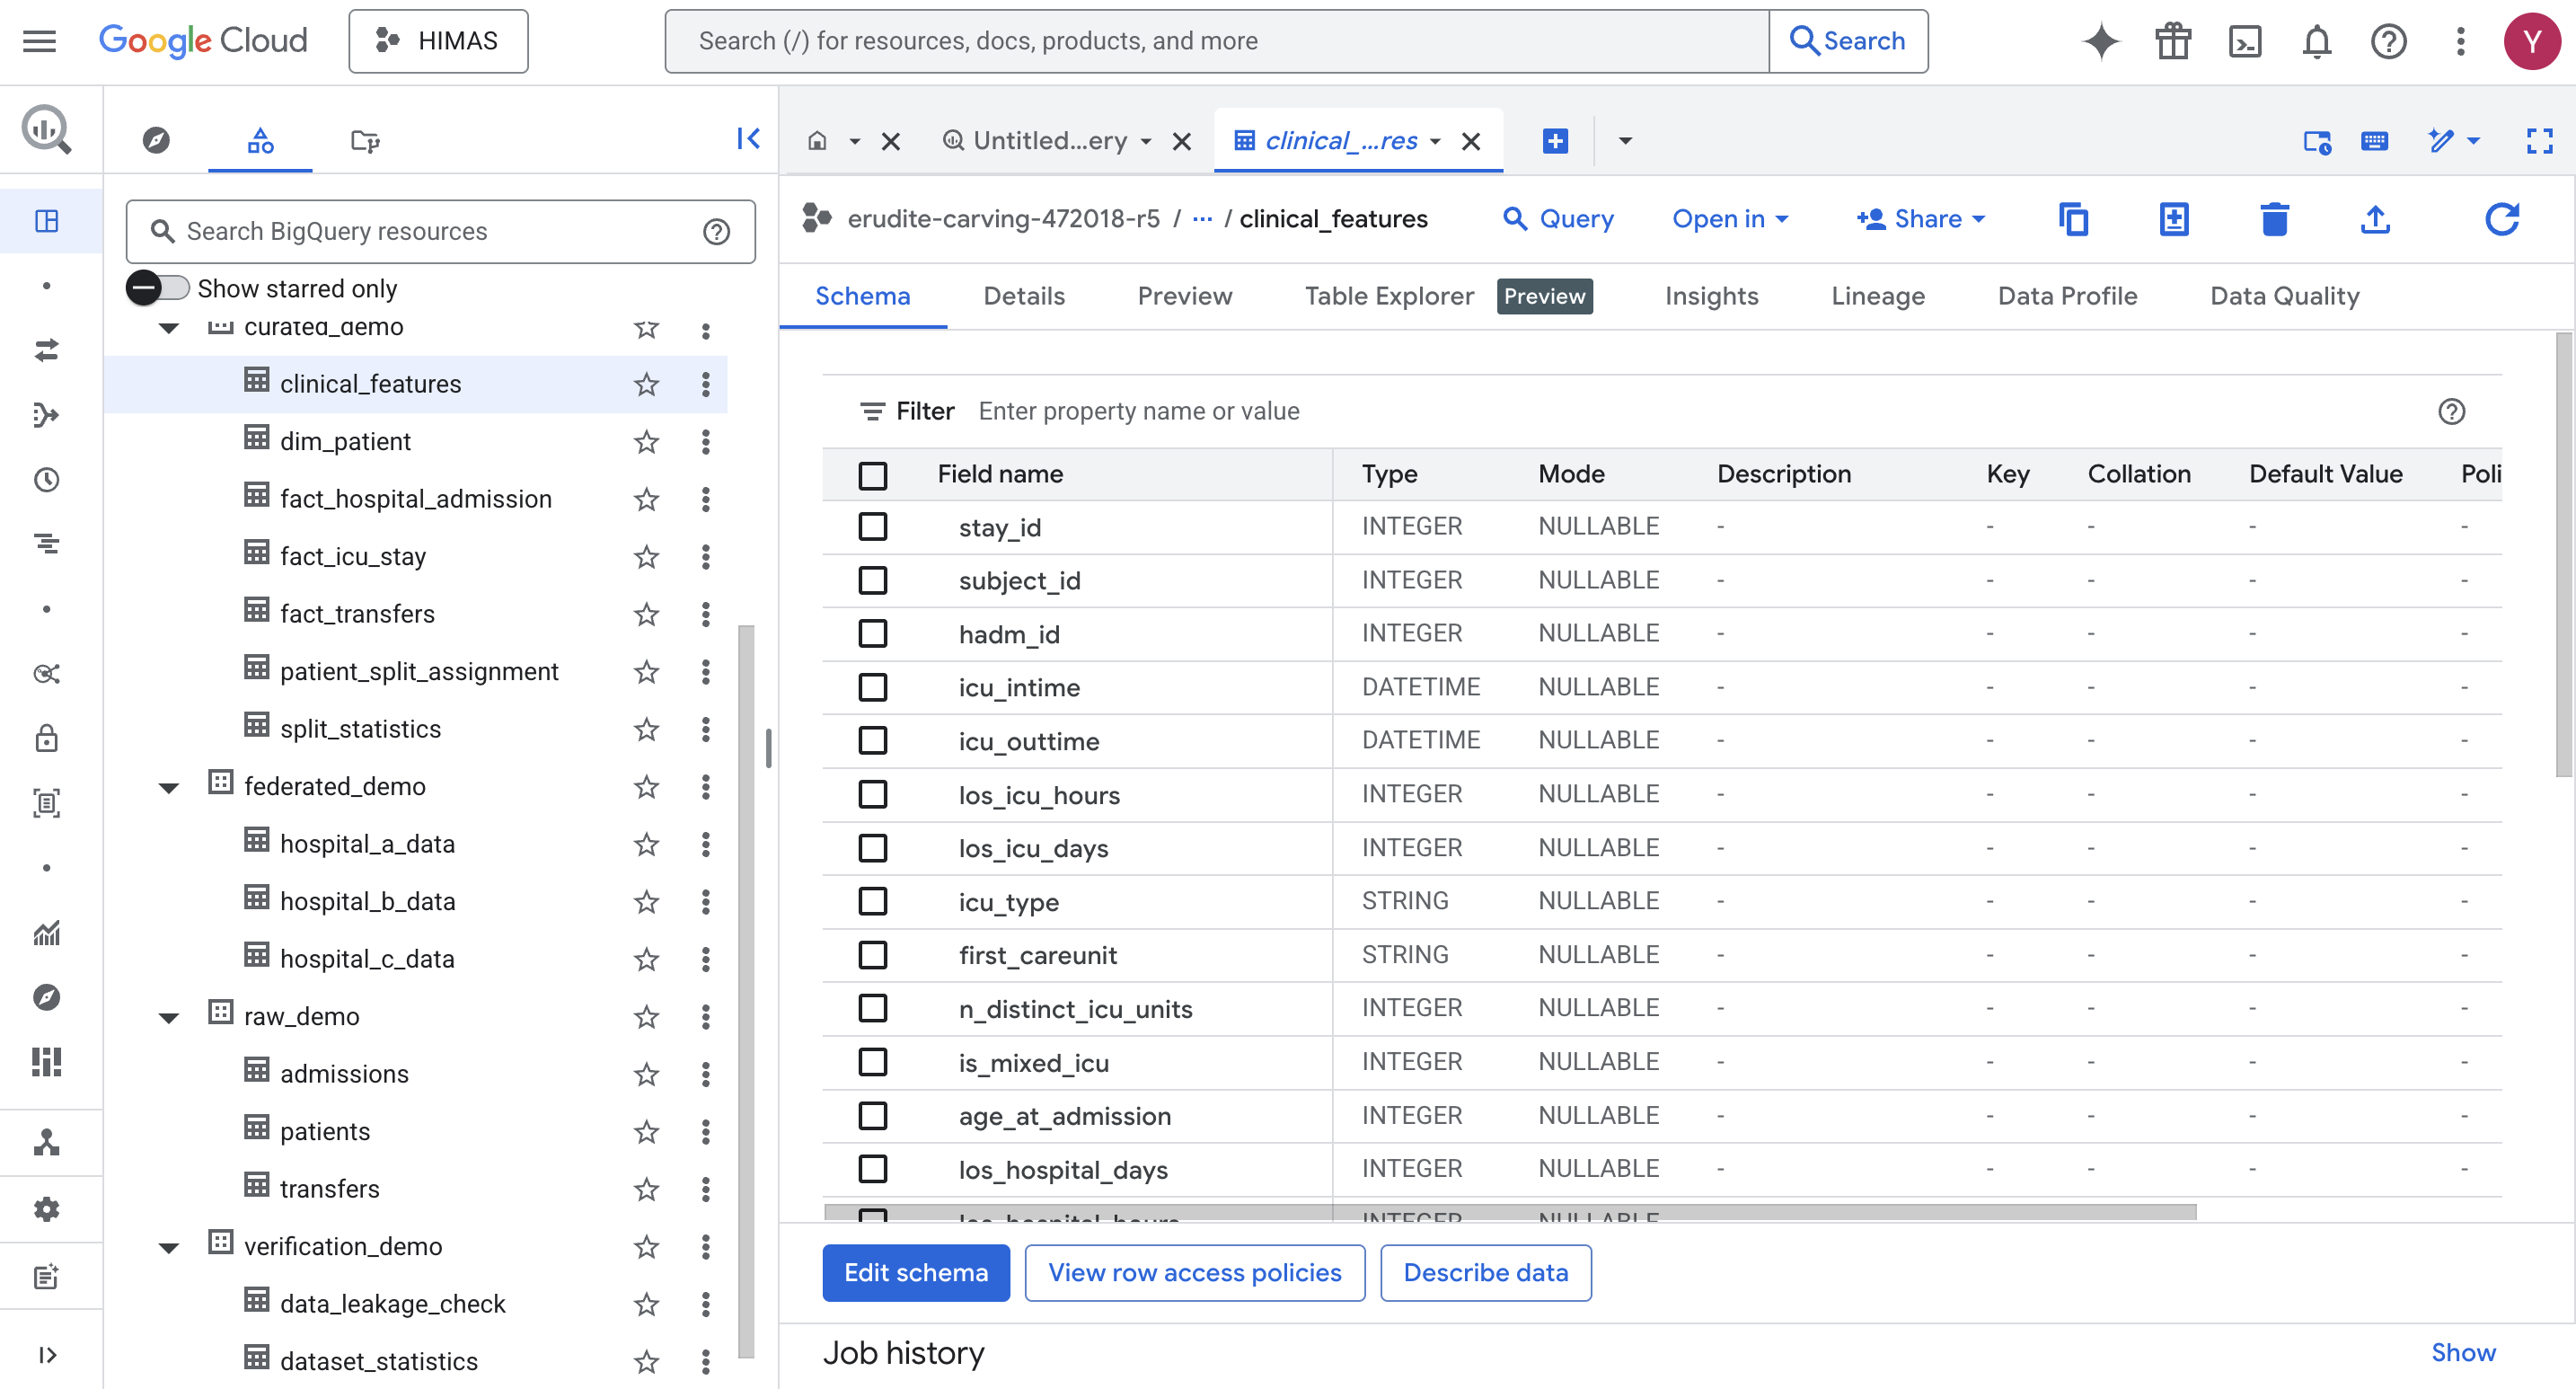 Google Cloud
HIMAS
Search (/) for resources, docs, products, and more
Search
Y
Untitled...ery
clinical_...res
Search BigQuery resources
Show starred only
curated_demo
clinical_features
dim_patient
fact_hospital_admission
fact_icu_stay
fact_transfers
patient_split_assignment
split_statistics
federated_demo
hospital_a_data
hospital_b_data
hospital_c_data
raw_demo
admissions
patients
transfers
verification_demo
data_leakage_check
dataset_statistics
erudite-carving-472018-r5 / ··· / clinical_features
Query
Open in
Share
Schema Details Preview Table Explorer Preview Insights Lineage Data Profile Data Quality
Filter Enter property name or value
Field name Type Mode Description Key Collation Default Value Poli
stay_id INTEGER NULLABLE - - - - -
subject_id INTEGER NULLABLE - - - - -
hadm_id INTEGER NULLABLE - - - - -
icu_intime DATETIME NULLABLE - - - - -
icu_outtime DATETIME NULLABLE - - - - -
los_icu_hours INTEGER NULLABLE - - - - -
los_icu_days INTEGER NULLABLE - - - - -
icu_type STRING NULLABLE - - - - -
first_careunit STRING NULLABLE - - - - -
n_distinct_icu_units INTEGER NULLABLE - - - - -
is_mixed_icu INTEGER NULLABLE - - - - -
age_at_admission INTEGER NULLABLE - - - - -
los_hospital_days INTEGER NULLABLE - - - - -
los_hospital_hours INTEGER NULLABLE
Edit schema
View row access policies
Describe data
Job history
Show